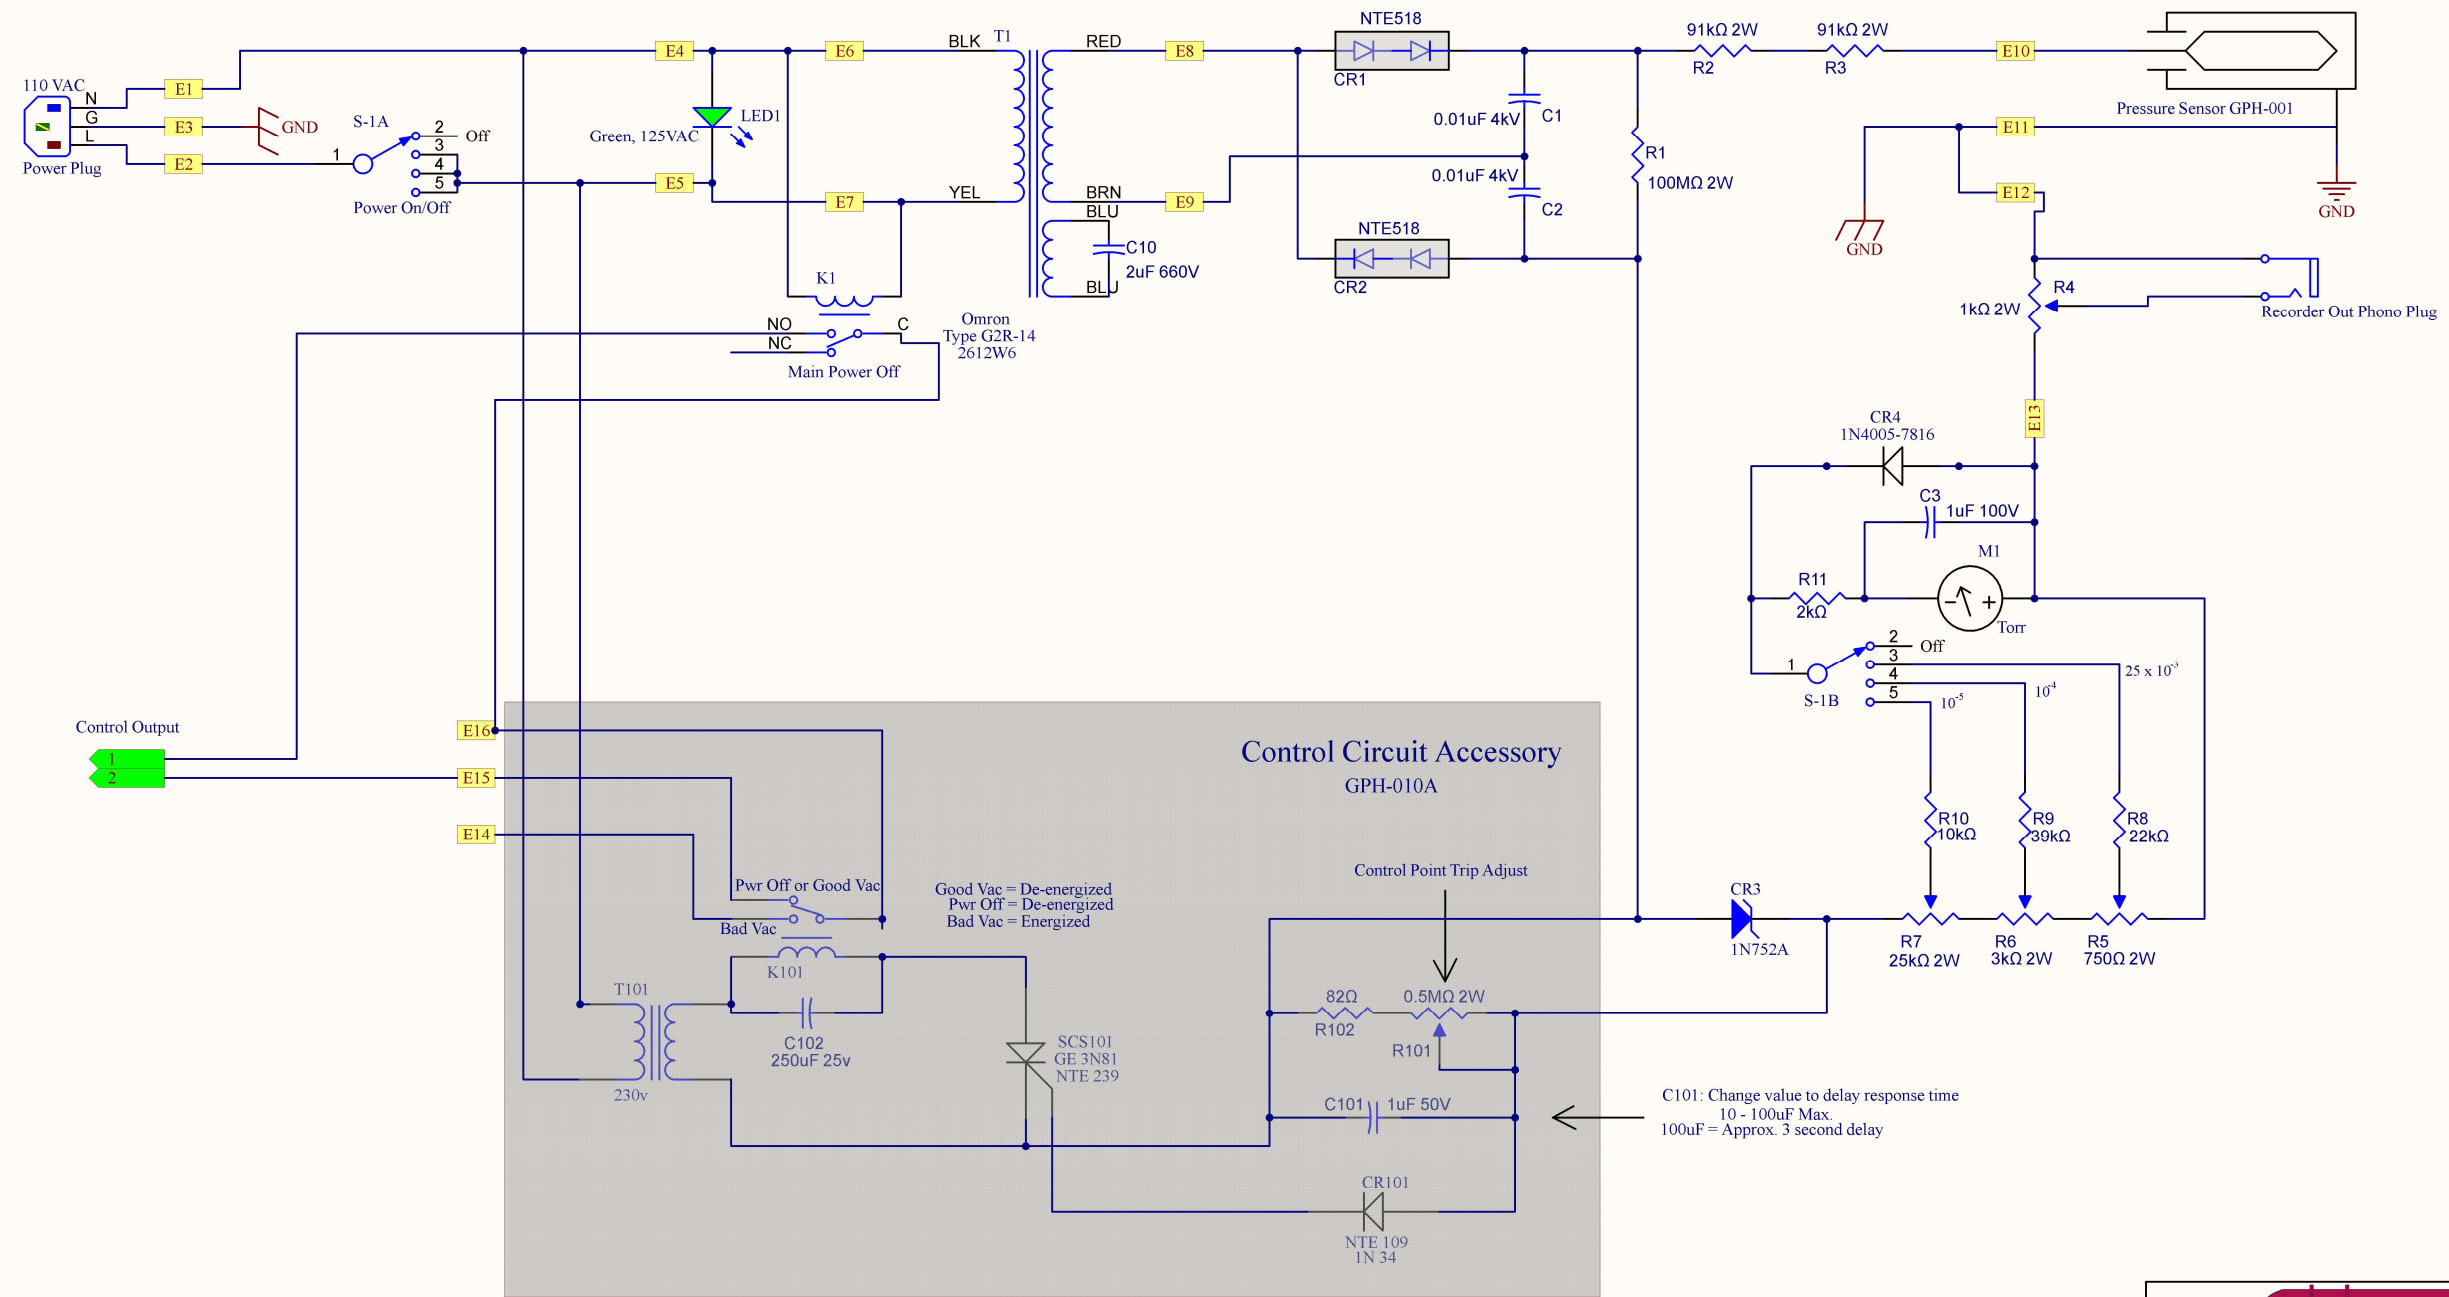 110 VAC
N
G
L
Power Plug
E1
E3
E2
GND
S-1A
1
2
Off
3
4
5
Power On/Off
E4
E5
LED1
Green, 125VAC
E6
E7
BLK
YEL
T1
RED
BRN
BLU
BLU
C10
2uF 660V
E8
E9
K1
NO
NC
C
Main Power Off
Omron
Type G2R-14
2612W6
NTE518
CR1
0.01uF 4kV
C1
0.01uF 4kV
C2
NTE518
CR2
R1
100MΩ 2W
91kΩ 2W
R2
91kΩ 2W
R3
E10
Pressure Sensor GPH-001
E11
E12
GND
GND
R4
1kΩ 2W
Recorder Out Phono Plug
E13
CR4
1N4005-7816
C3
1uF 100V
M1
- +
Torr
R11
2kΩ
1
2
Off
3
4
5
S-1B
25 x 10⁻³
10⁻⁴
10⁻⁵
R10
10kΩ
R9
39kΩ
R8
22kΩ
R7
25kΩ 2W
R6
3kΩ 2W
R5
750Ω 2W
CR3
1N752A
Control Output
1
2
E16
E15
E14
Control Circuit Accessory
GPH-010A
Pwr Off or Good Vac
Bad Vac
Good Vac = De-energized
Pwr Off = De-energized
Bad Vac = Energized
K101
C102
250uF 25v
T101
230v
SCS101
GE 3N81
NTE 239
Control Point Trip Adjust
82Ω
R102
0.5MΩ 2W
R101
C101
1uF 50V
CR101
NTE 109
1N 34
C101: Change value to delay response time
10 - 100uF Max.
100uF = Approx. 3 second delay